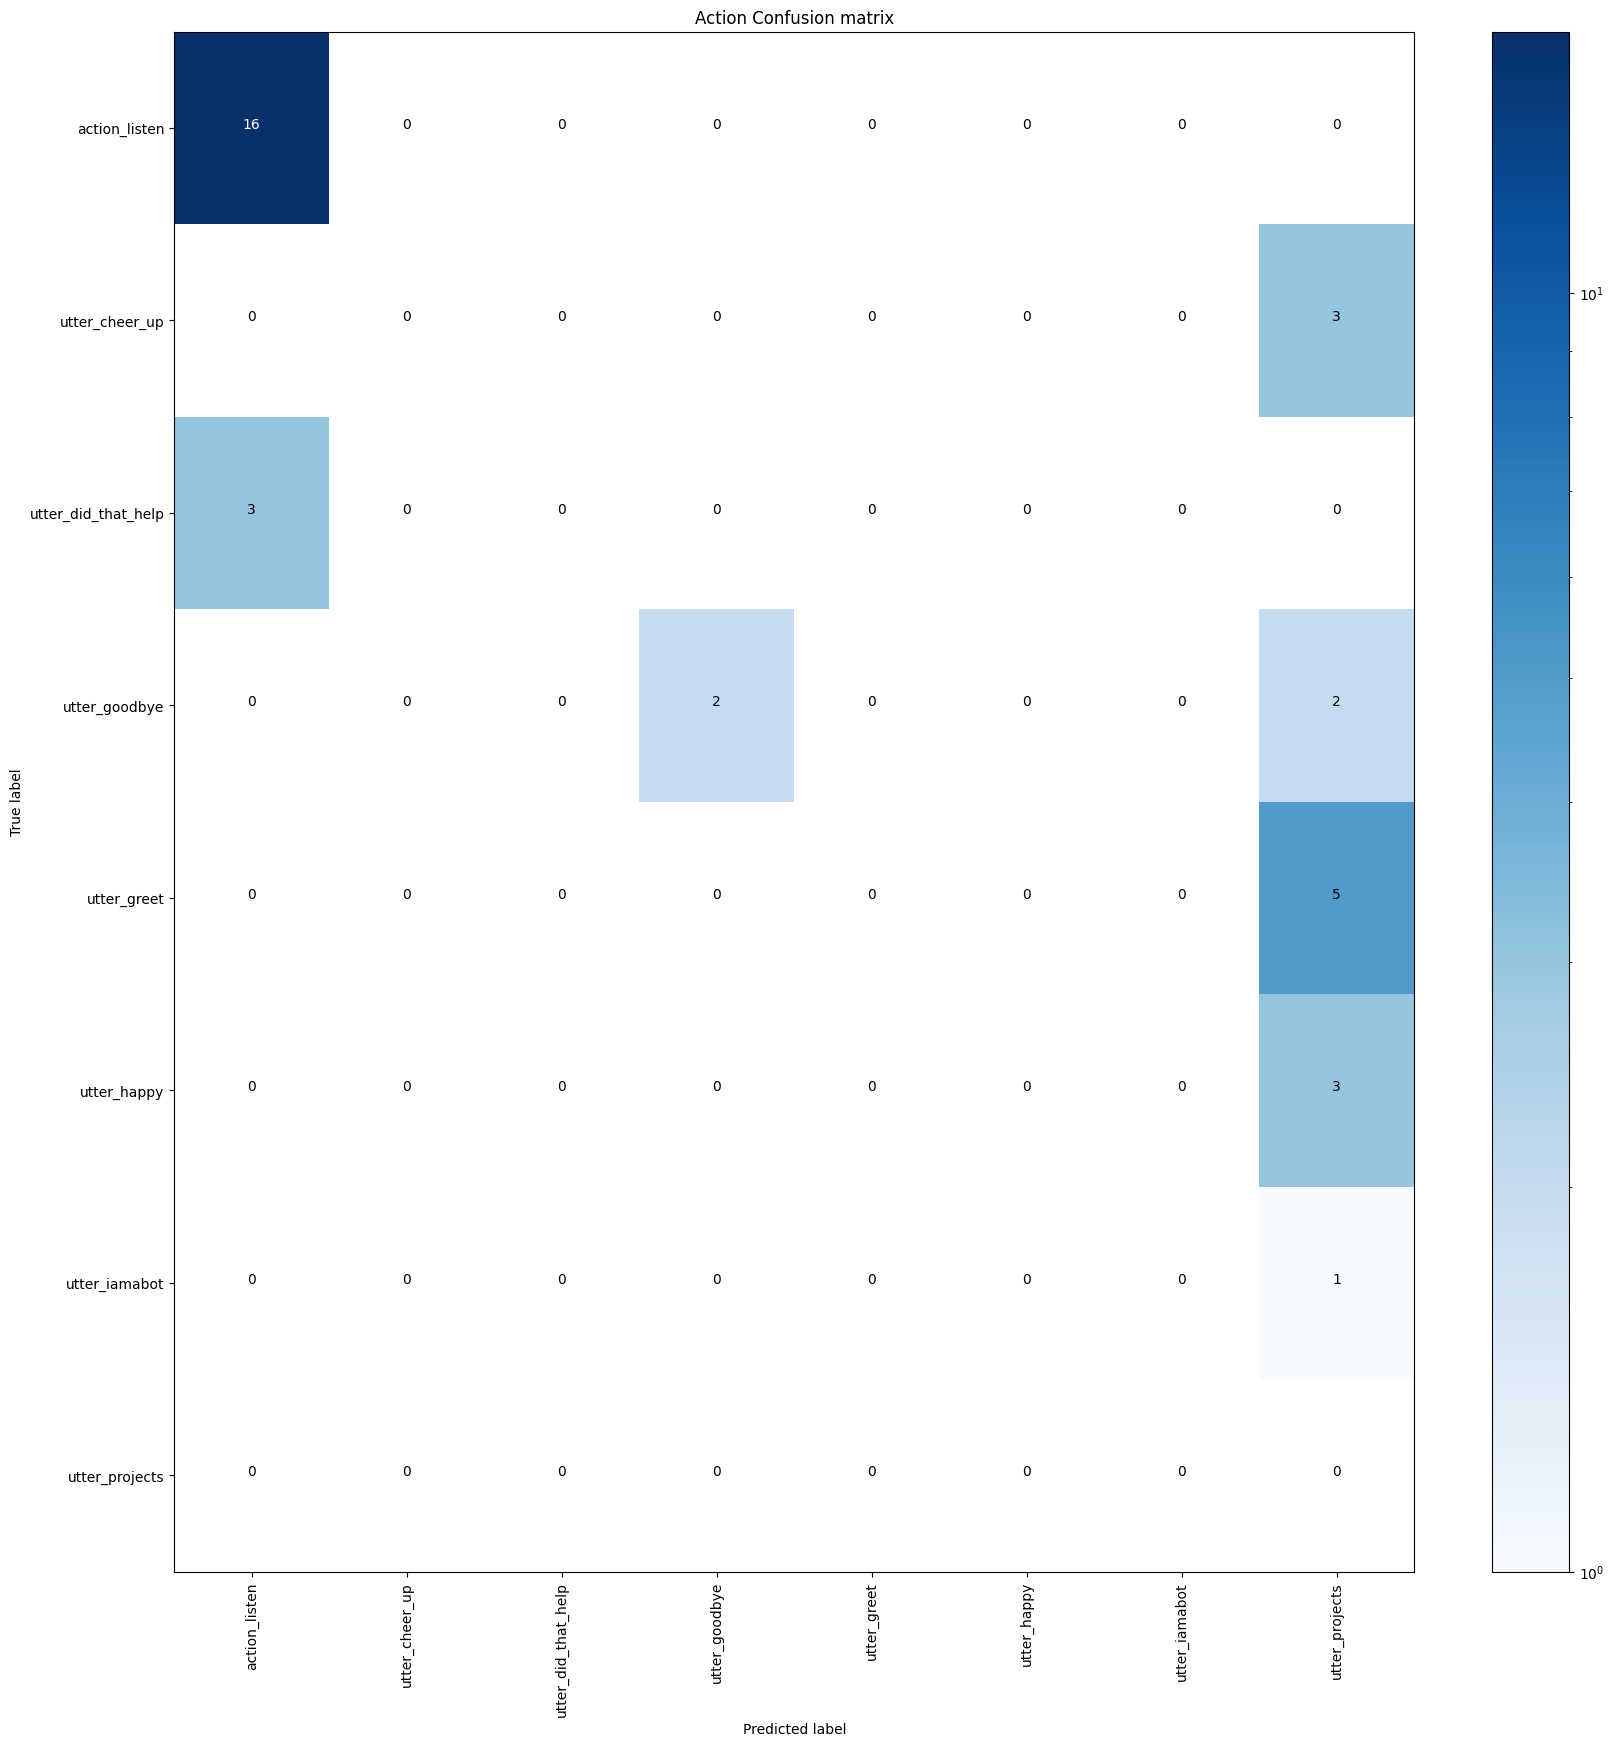 Action Confusion matrix
action_listen 16 0 0 0 0 0 0 0
utter_cheer_up 0 0 0 0 0 0 0 3
utter_did_that_help 3 0 0 0 0 0 0 0
utter_goodbye 0 0 0 2 0 0 0 2
utter_greet 0 0 0 0 0 0 0 5
utter_happy 0 0 0 0 0 0 0 3
utter_iamabot 0 0 0 0 0 0 0 1
utter_projects 0 0 0 0 0 0 0 0
True label
action_listen
utter_cheer_up
utter_did_that_help
utter_goodbye
utter_greet
utter_happy
utter_iamabot
utter_projects
Predicted label
10¹
10⁰